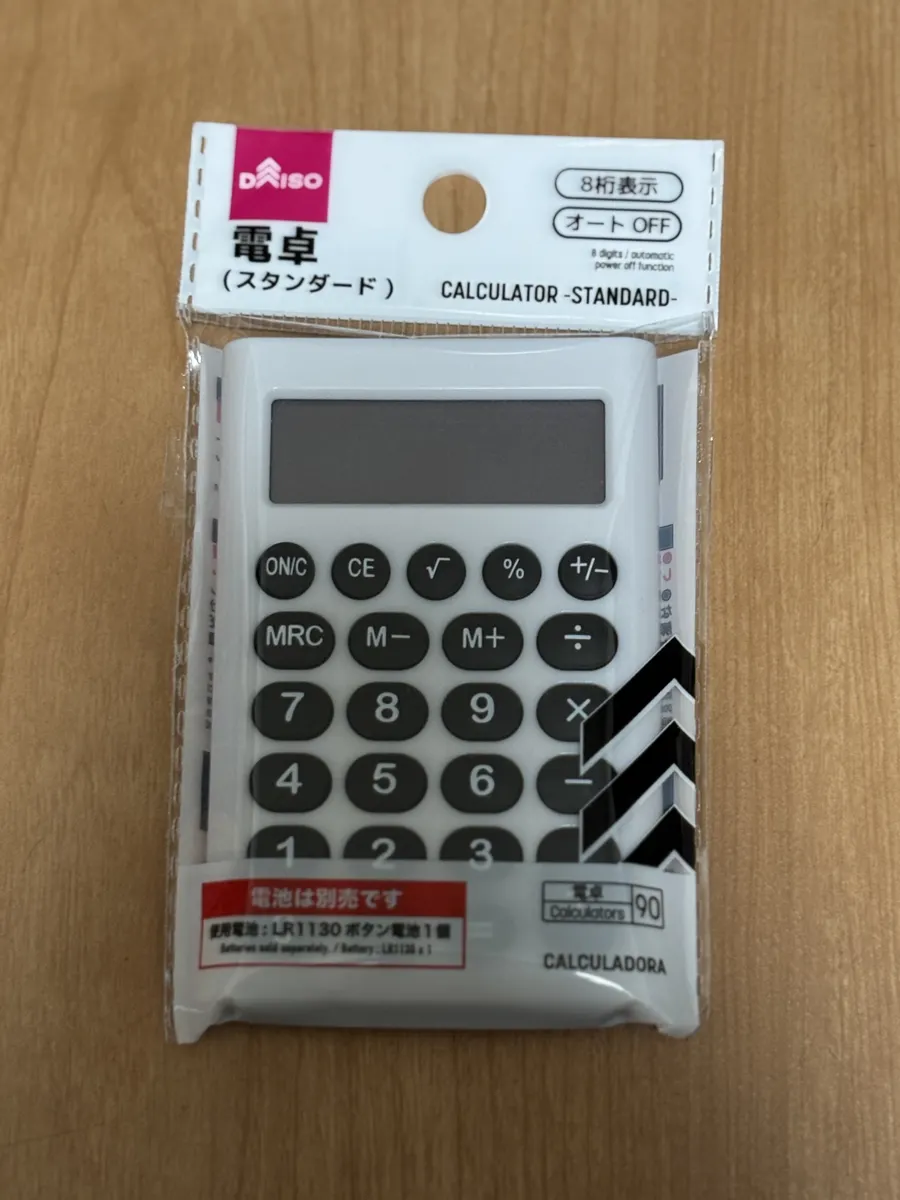 DAISO
電卓
(スタンダード)
8桁表示
オート OFF
8 digits / automatic
power off function
CALCULATOR -STANDARD-
ON/C CE √ % +/−
MRC M− M+ ÷
7 8 9 ×
4 5 6 −
1 2 3
電池は別売です
使用電池:LR1130 ボタン電池1個
Batteries sold separately. / Battery : LR1130 x 1
電卓
Calculators
90
CALCULADORA